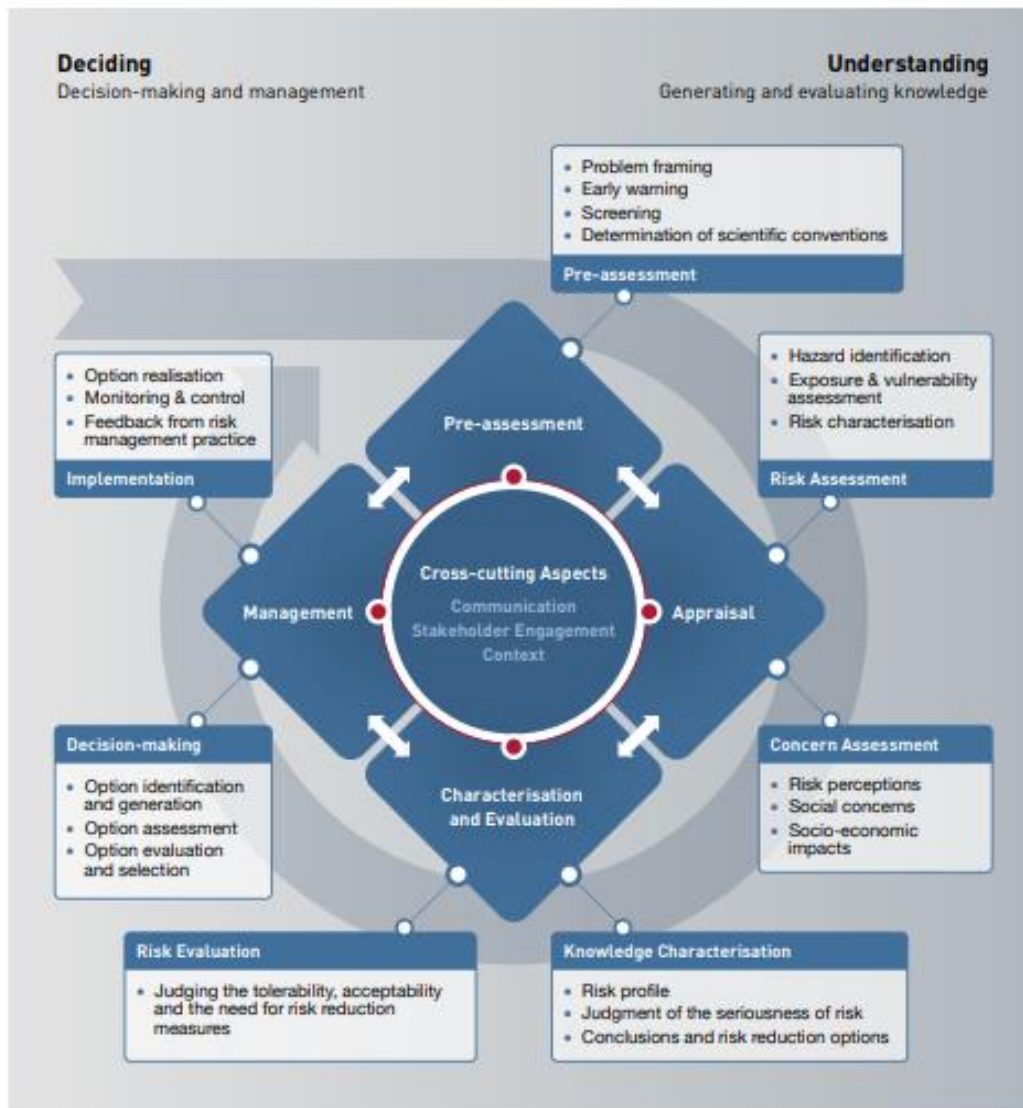 Deciding
Decision-making and management
Understanding
Generating and evaluating knowledge
• Problem framing
• Early warning
• Screening
• Determination of scientific conventions
Pre-assessment
• Option realisation
• Monitoring & control
• Feedback from risk
management practice
Implementation
• Hazard identification
• Exposure & vulnerability
assessment
• Risk characterisation
Risk Assessment
Pre-assessment
Management
Cross-cutting Aspects
Communication
Stakeholder Engagement
Context
Appraisal
Characterisation
and Evaluation
Decision-making
• Option identification
and generation
• Option assessment
• Option evaluation
and selection
Concern Assessment
• Risk perceptions
• Social concerns
• Socio-economic
impacts
Risk Evaluation
• Judging the tolerability, acceptability
and the need for risk reduction
measures
Knowledge Characterisation
• Risk profile
• Judgment of the seriousness of risk
• Conclusions and risk reduction options